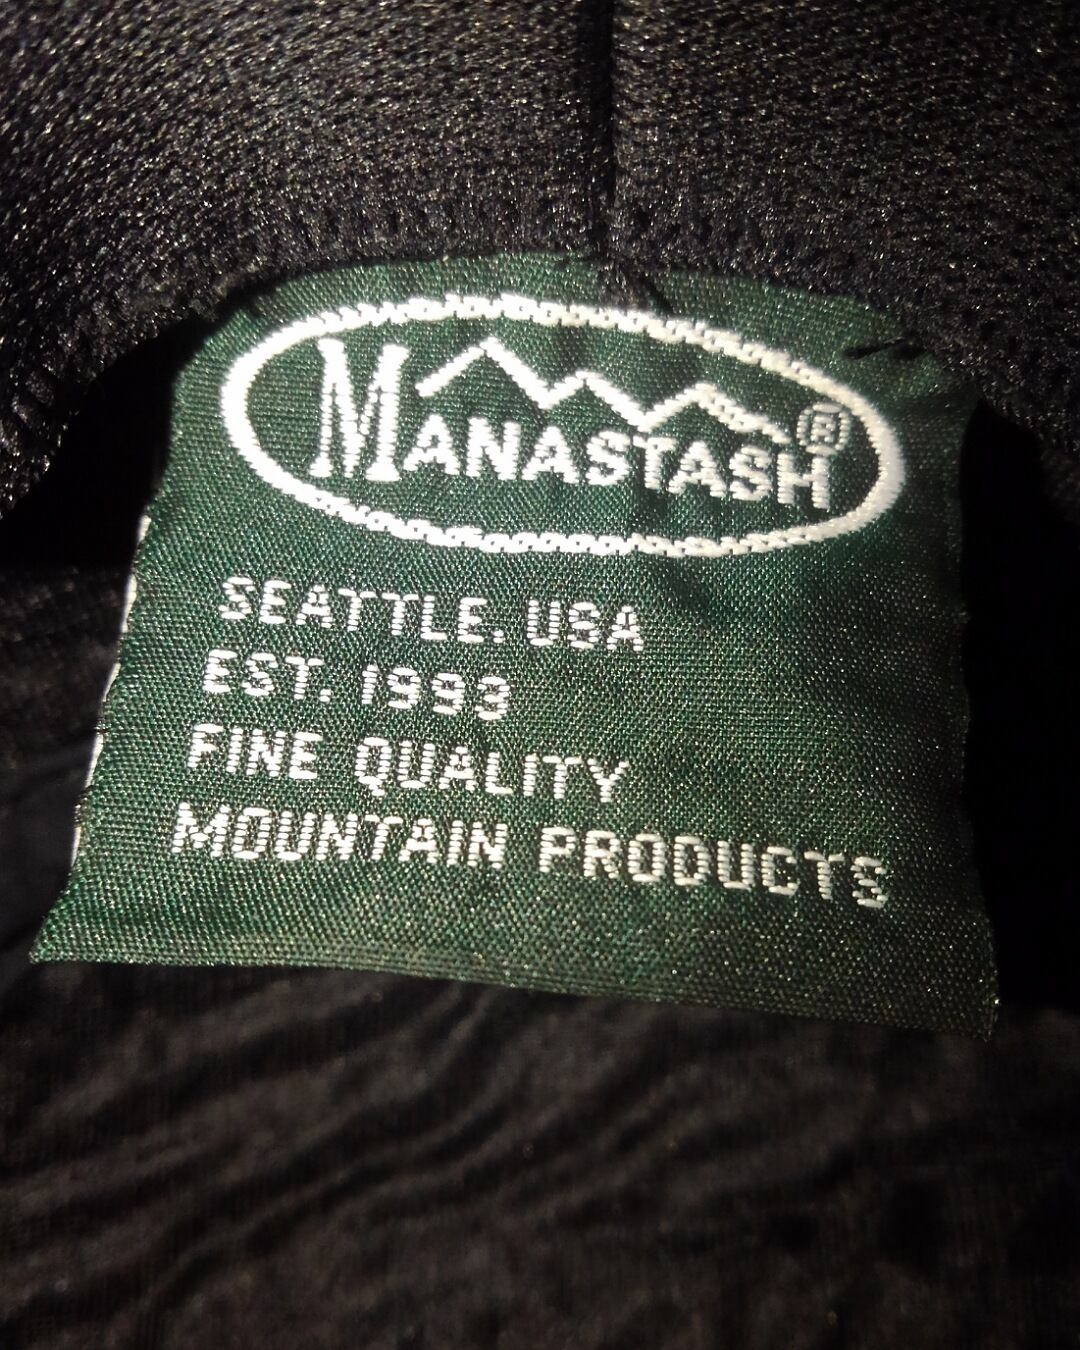 MANASTASH®
SEATTLE. USA
EST. 1993
FINE QUALITY
MOUNTAIN PRODUCTS